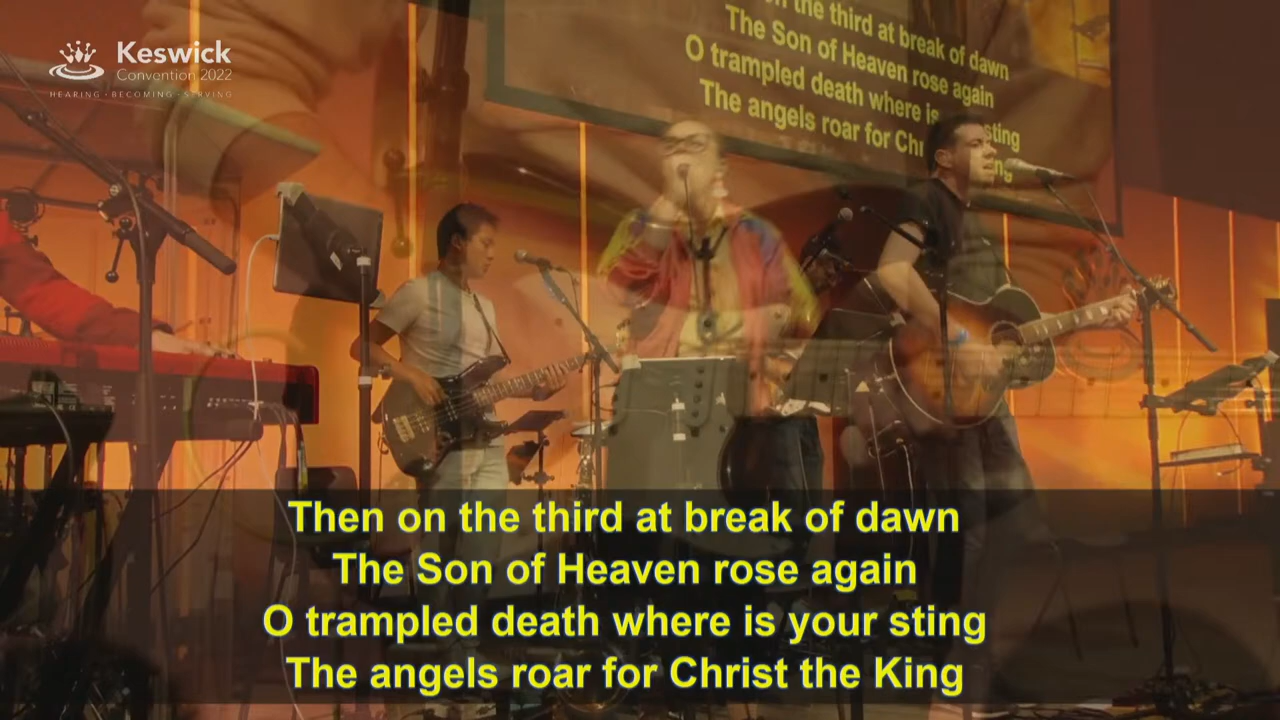 Keswick
Convention 2022
HEARING · BECOMING · SERVING
the third at break of dawn
The Son of Heaven rose again
O trampled death where is sting
The angels roar for
Then on the third at break of dawn
The Son of Heaven rose again
O trampled death where is your sting
The angels roar for Christ the King